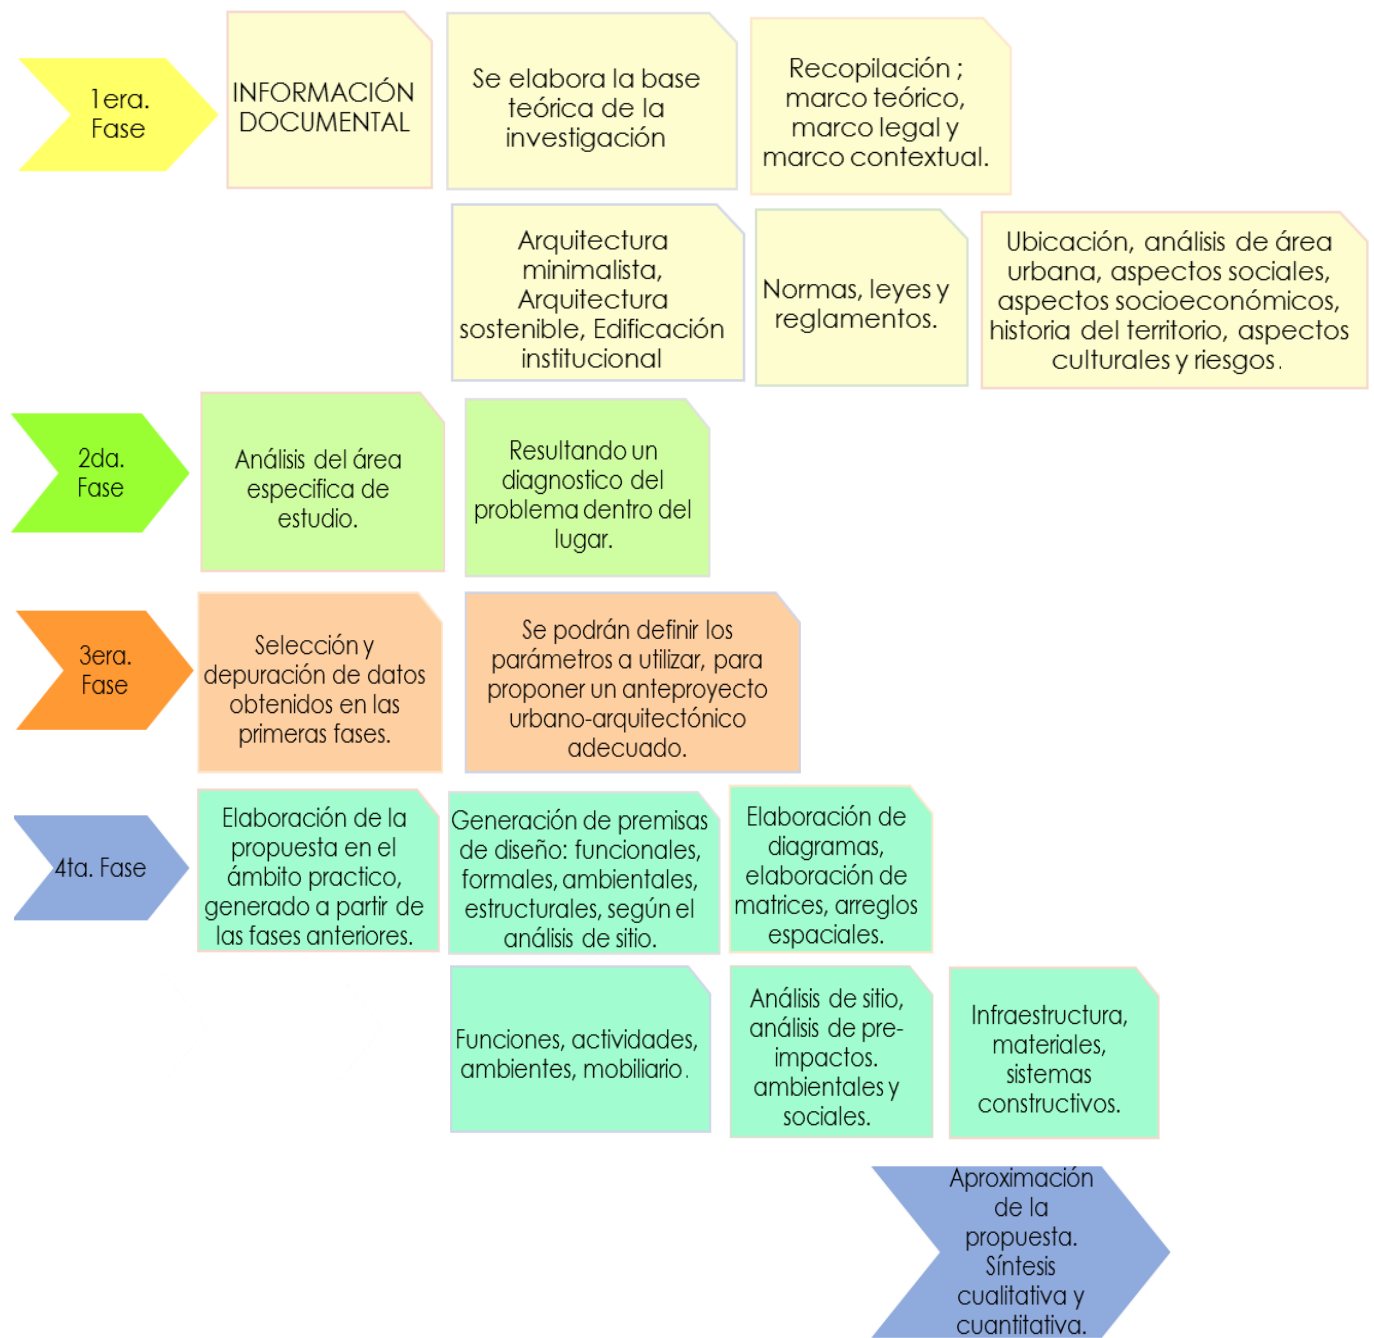 1era.
Fase
INFORMACIÓN
DOCUMENTAL
Se elabora la base
teórica de la
investigación
Recopilación ;
marco teórico,
marco legal y
marco contextual.
Arquitectura
minimalista,
Arquitectura
sostenible, Edificación
institucional
Normas, leyes y
reglamentos.
Ubicación, análisis de área
urbana, aspectos sociales,
aspectos socioeconómicos,
historia del territorio, aspectos
culturales y riesgos.
2da.
Fase
Análisis del área
especifica de
estudio.
Resultando un
diagnostico del
problema dentro del
lugar.
3era.
Fase
Selección y
depuración de datos
obtenidos en las
primeras fases.
Se podrán definir los
parámetros a utilizar, para
proponer un anteproyecto
urbano-arquitectónico
adecuado.
4ta. Fase
Elaboración de la
propuesta en el
ámbito practico,
generado a partir de
las fases anteriores.
Generación de premisas
de diseño: funcionales,
formales, ambientales,
estructurales, según el
análisis de sitio.
Elaboración de
diagramas,
elaboración de
matrices, arreglos
espaciales.
Funciones, actividades,
ambientes, mobiliario.
Análisis de sitio,
análisis de pre-
impactos.
ambientales y
sociales.
Infraestructura,
materiales,
sistemas
constructivos.
Aproximación
de la
propuesta.
Síntesis
cualitativa y
cuantitativa.